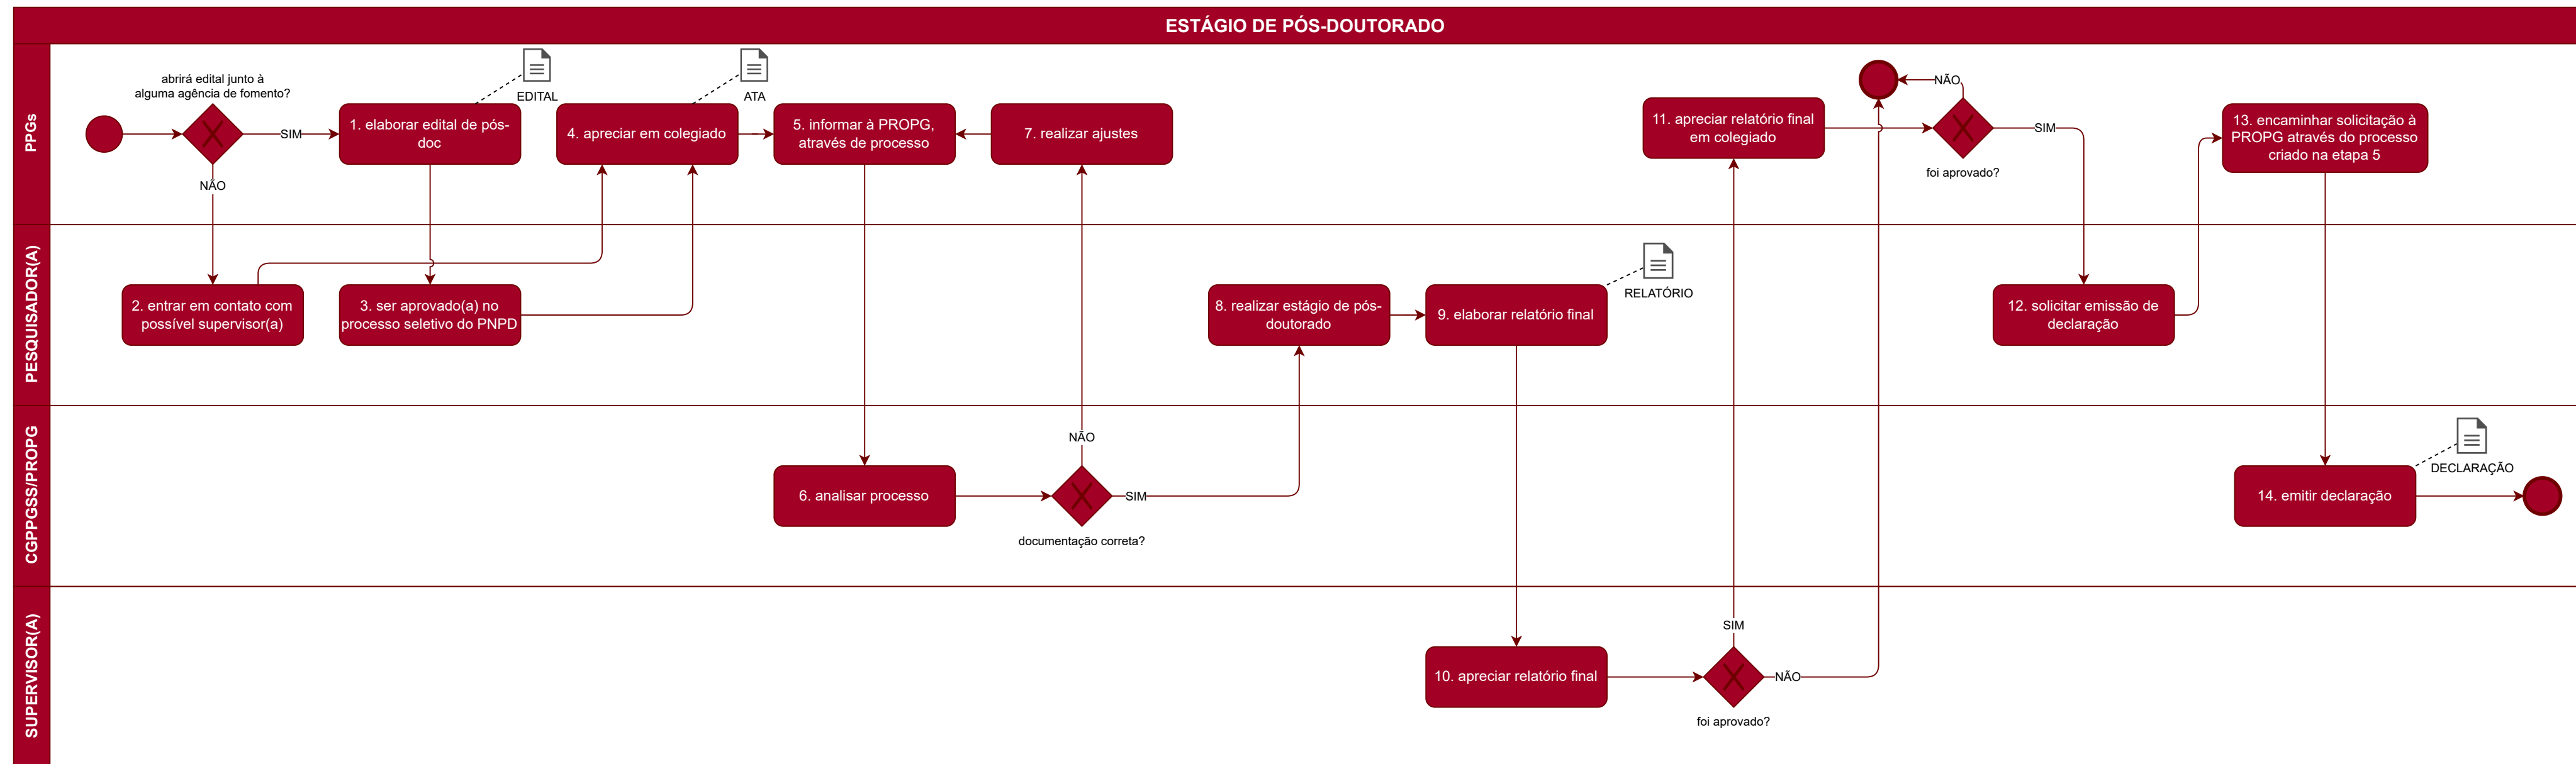 ESTÁGIO DE PÓS-DOUTORADO
PPGs
abrirá edital junto à
alguma agência de fomento?
SIM
NÃO
1. elaborar edital de pós-
doc
EDITAL
4. apreciar em colegiado
ATA
5. informar à PROPG,
através de processo
7. realizar ajustes
11. apreciar relatório final
em colegiado
NÃO
SIM
foi aprovado?
13. encaminhar solicitação à
PROPG através do processo
criado na etapa 5
PESQUISADOR(A)
2. entrar em contato com
possível supervisor(a)
3. ser aprovado(a) no
processo seletivo do PNPD
8. realizar estágio de pós-
doutorado
9. elaborar relatório final
RELATÓRIO
12. solicitar emissão de
declaração
CGPPGSS/PROPG
6. analisar processo
NÃO
SIM
documentação correta?
14. emitir declaração
DECLARAÇÃO
SUPERVISOR(A)
10. apreciar relatório final
SIM
NÃO
foi aprovado?